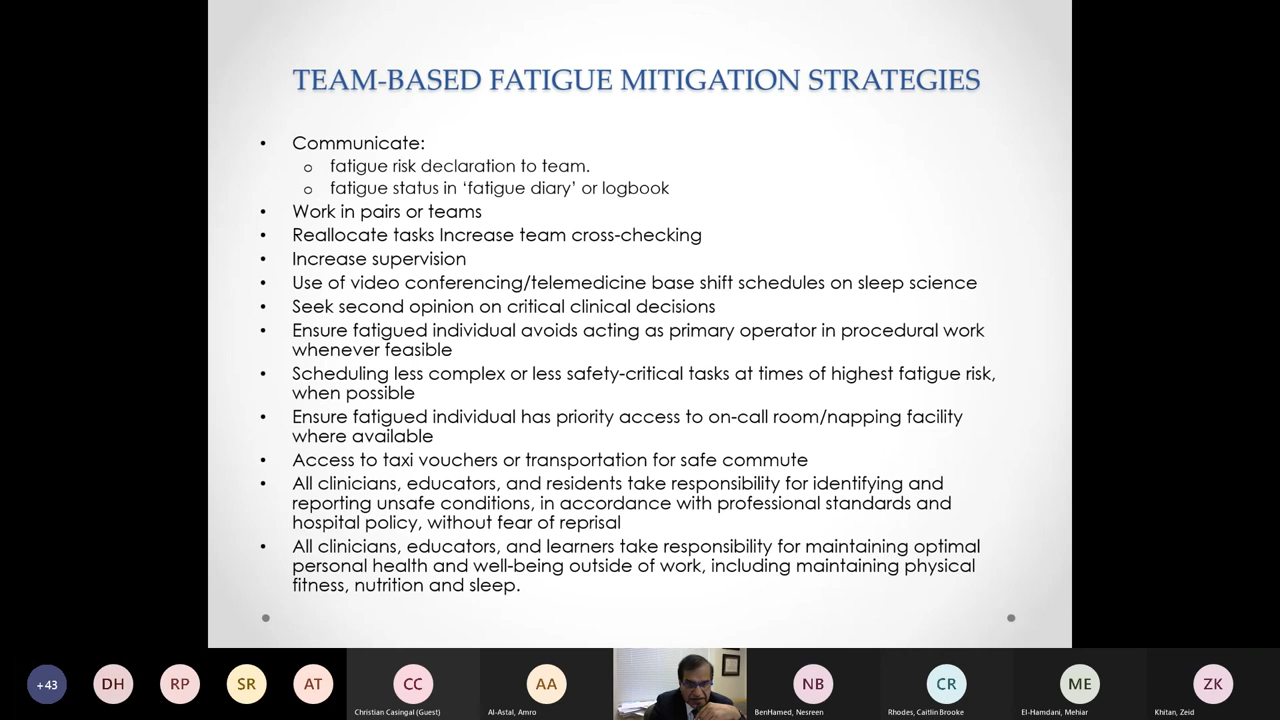 TEAM-BASED FATIGUE MITIGATION STRATEGIES
• Communicate:
o fatigue risk declaration to team.
o fatigue status in ‘fatigue diary’ or logbook
• Work in pairs or teams
• Reallocate tasks Increase team cross-checking
• Increase supervision
• Use of video conferencing/telemedicine base shift schedules on sleep science
• Seek second opinion on critical clinical decisions
• Ensure fatigued individual avoids acting as primary operator in procedural work
whenever feasible
• Scheduling less complex or less safety-critical tasks at times of highest fatigue risk,
when possible
• Ensure fatigued individual has priority access to on-call room/napping facility
where available
• Access to taxi vouchers or transportation for safe commute
• All clinicians, educators, and residents take responsibility for identifying and
reporting unsafe conditions, in accordance with professional standards and
hospital policy, without fear of reprisal
• All clinicians, educators, and learners take responsibility for maintaining optimal
personal health and well-being outside of work, including maintaining physical
fitness, nutrition and sleep.
+43 DH RP SR AT CC AA NB CR ME ZK
Christian Casingal (Guest) Al-Astal, Amro BenHamed, Nesreen Rhodes, Caitlin Brooke El-Hamdani, Mehiar Khitan, Zeid